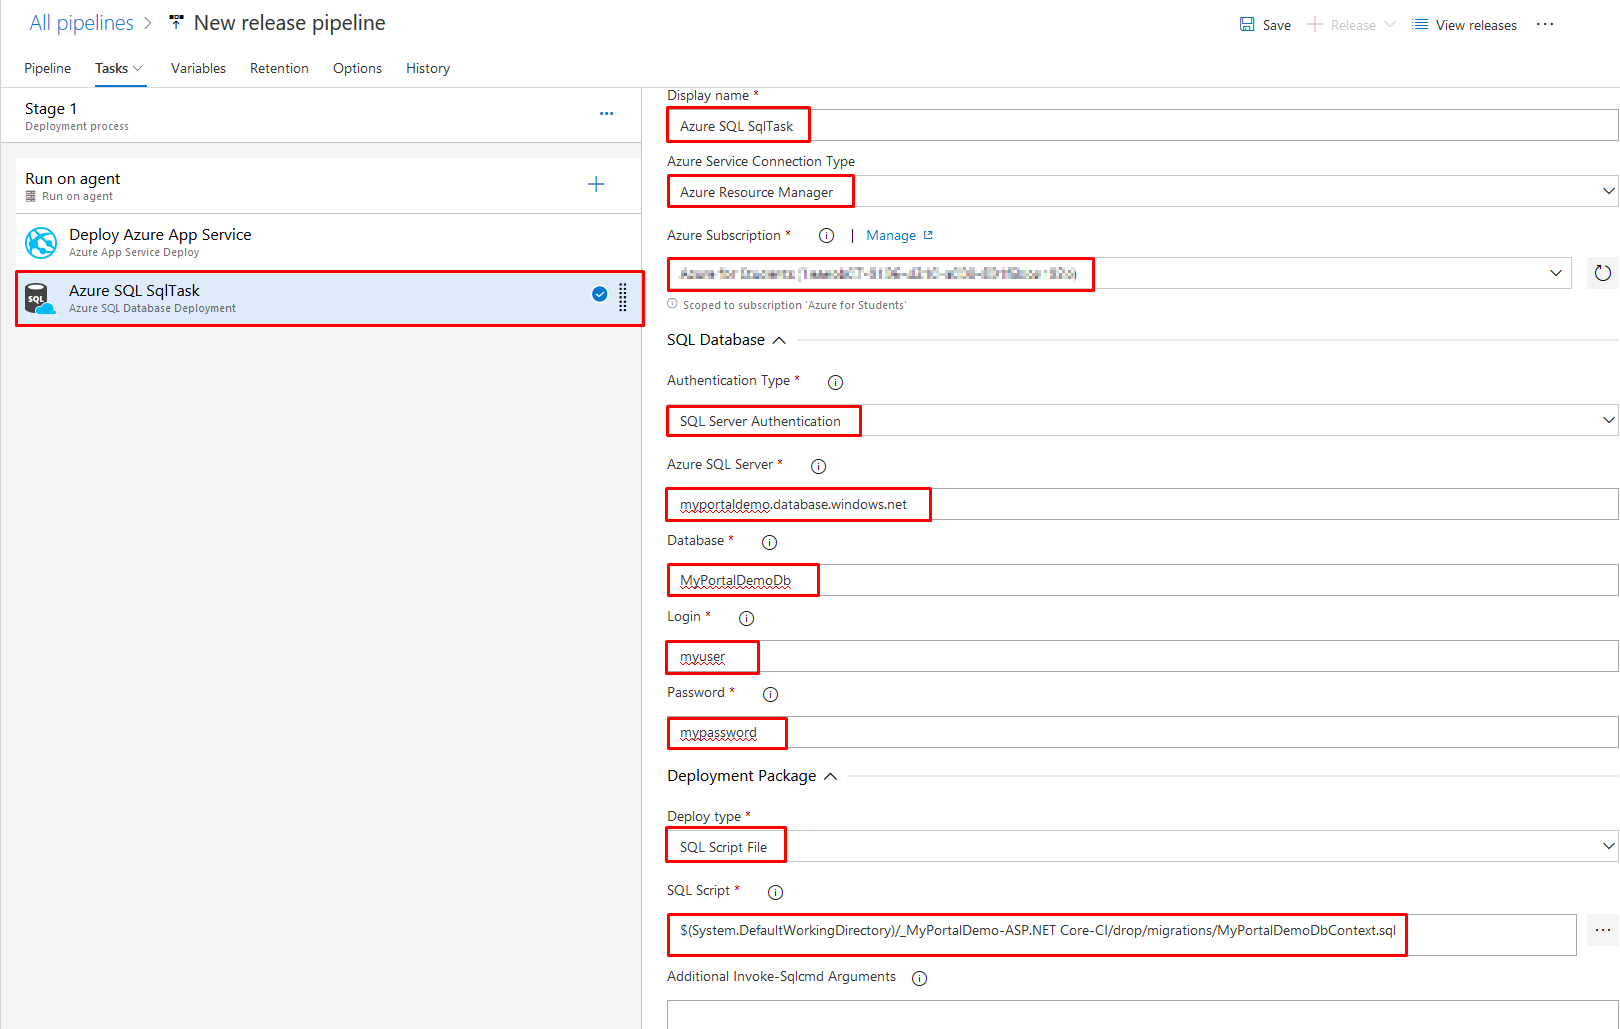 All pipelines > New release pipeline
Save Release View releases ...
Pipeline Tasks Variables Retention Options History
Stage 1
Deployment process
...
Run on agent
Run on agent
Deploy Azure App Service
Azure App Service Deploy
SQL
Azure SQL SqlTask
Azure SQL Database Deployment
Display name *
Azure SQL SqlTask
Azure Service Connection Type
Azure Resource Manager
Azure Subscription * | Manage
Azure for Students
Scoped to subscription 'Azure for Students'
SQL Database
Authentication Type *
SQL Server Authentication
Azure SQL Server *
myportaldemo.database.windows.net
Database *
MyPortalDemoDb
Login *
myuser
Password *
mypassword
Deployment Package
Deploy type *
SQL Script File
SQL Script *
$(System.DefaultWorkingDirectory)/_MyPortalDemo-ASP.NET Core-CI/drop/migrations/MyPortalDemoDbContext.sql
...
Additional Invoke-Sqlcmd Arguments